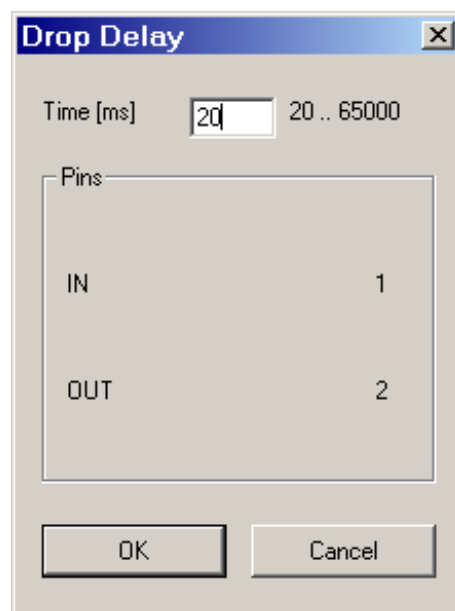 Drop Delay
Time [ms] 20 20 .. 65000
Pins
IN 1
OUT 2
OK Cancel